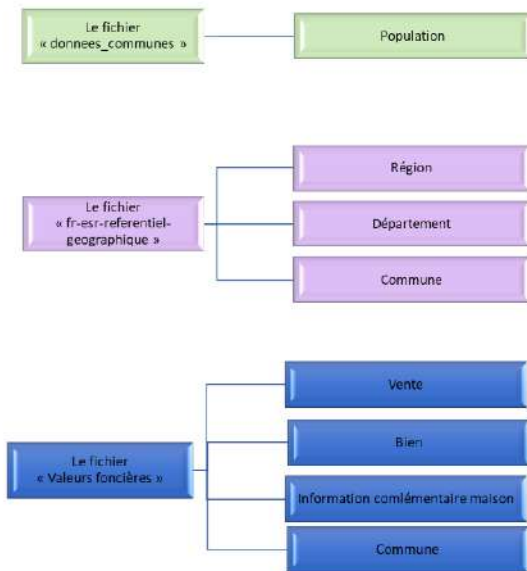 Le fichier
« donnees_communes »
Population
Région
Le fichier
« fr-esr-referentiel-
geographique »
Département
Commune
Vente
Bien
Le fichier
« Valeurs foncières »
Information comlémentaire maison
Commune